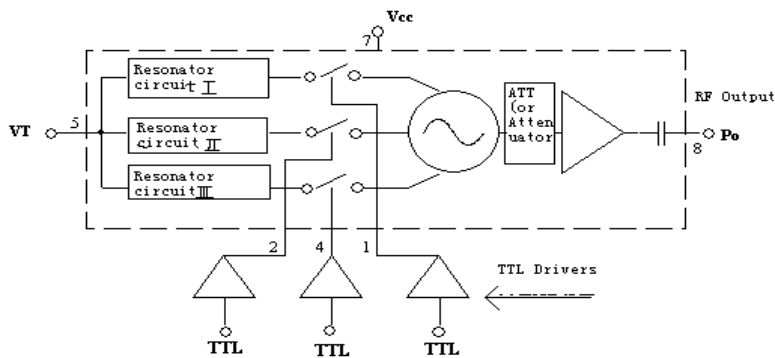 Vcc
7
Resonator
circuit I
ATT
(or
Atten
uator
RF Output
VT
5
Resonator
circuit II
Po
8
Resonator
circuit III
2
4
1
TTL Drivers
TTL
TTL
TTL